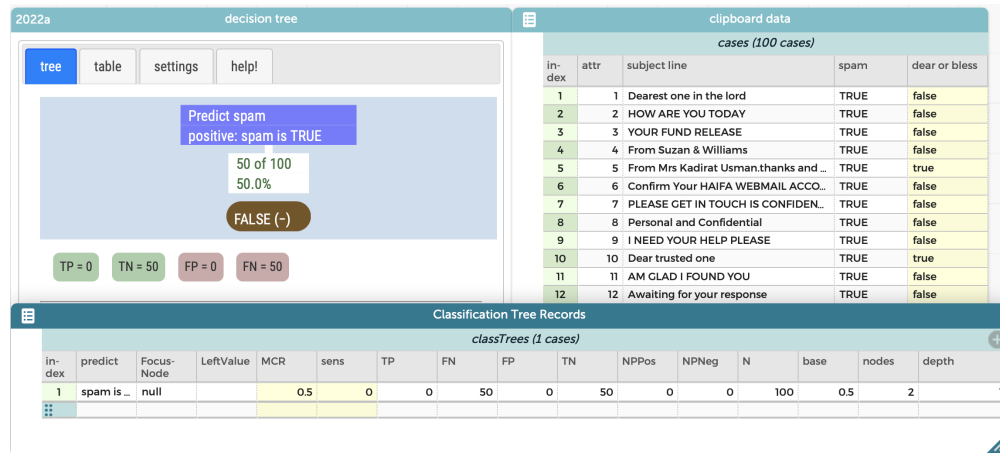 2022a decision tree
tree table settings help!
Predict spam
positive: spam is TRUE
50 of 100
50.0%
FALSE (-)
TP = 0 TN = 50 FP = 0 FN = 50
clipboard data
cases (100 cases)
in-dex attr subject line spam dear or bless
1 1 Dearest one in the lord TRUE false
2 2 HOW ARE YOU TODAY TRUE false
3 3 YOUR FUND RELEASE TRUE false
4 4 From Suzan & Williams TRUE false
5 5 From Mrs Kadirat Usman.thanks and ... TRUE true
6 6 Confirm Your HAIFA WEBMAIL ACCO... TRUE false
7 7 PLEASE GET IN TOUCH IS CONFIDEN... TRUE false
8 8 Personal and Confidential TRUE false
9 9 I NEED YOUR HELP PLEASE TRUE false
10 10 Dear trusted one TRUE true
11 11 AM GLAD I FOUND YOU TRUE false
12 12 Awaiting for your response TRUE false
Classification Tree Records
classTrees (1 cases)
in-dex predict Focus-Node LeftValue MCR sens TP FN FP TN NPPos NPNeg N base nodes depth
1 spam is ... null 0.5 0 0 50 0 50 0 0 100 0.5 2